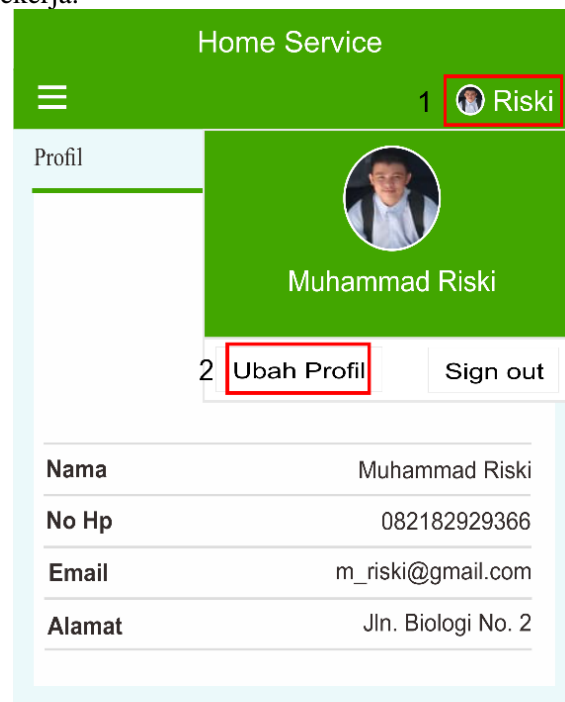 ekerja.
Home Service
1 Riski
Profil
Muhammad Riski
2 Ubah Profil Sign out
Nama Muhammad Riski
No Hp 082182929366
Email m_riski@gmail.com
Alamat Jln. Biologi No. 2